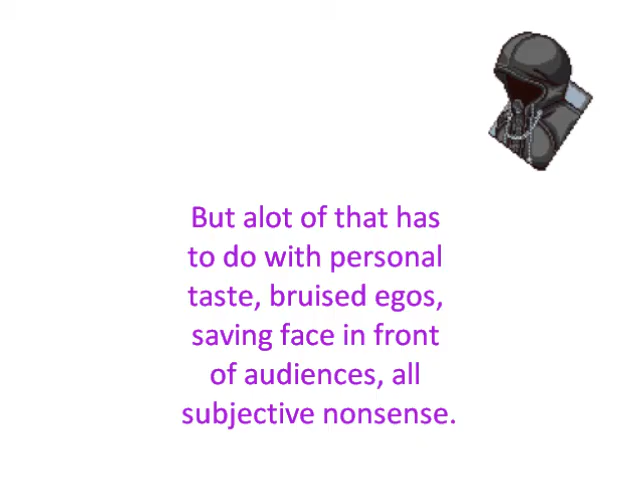 But alot of that has
to do with personal
taste, bruised egos,
saving face in front
of audiences, all
subjective nonsense.